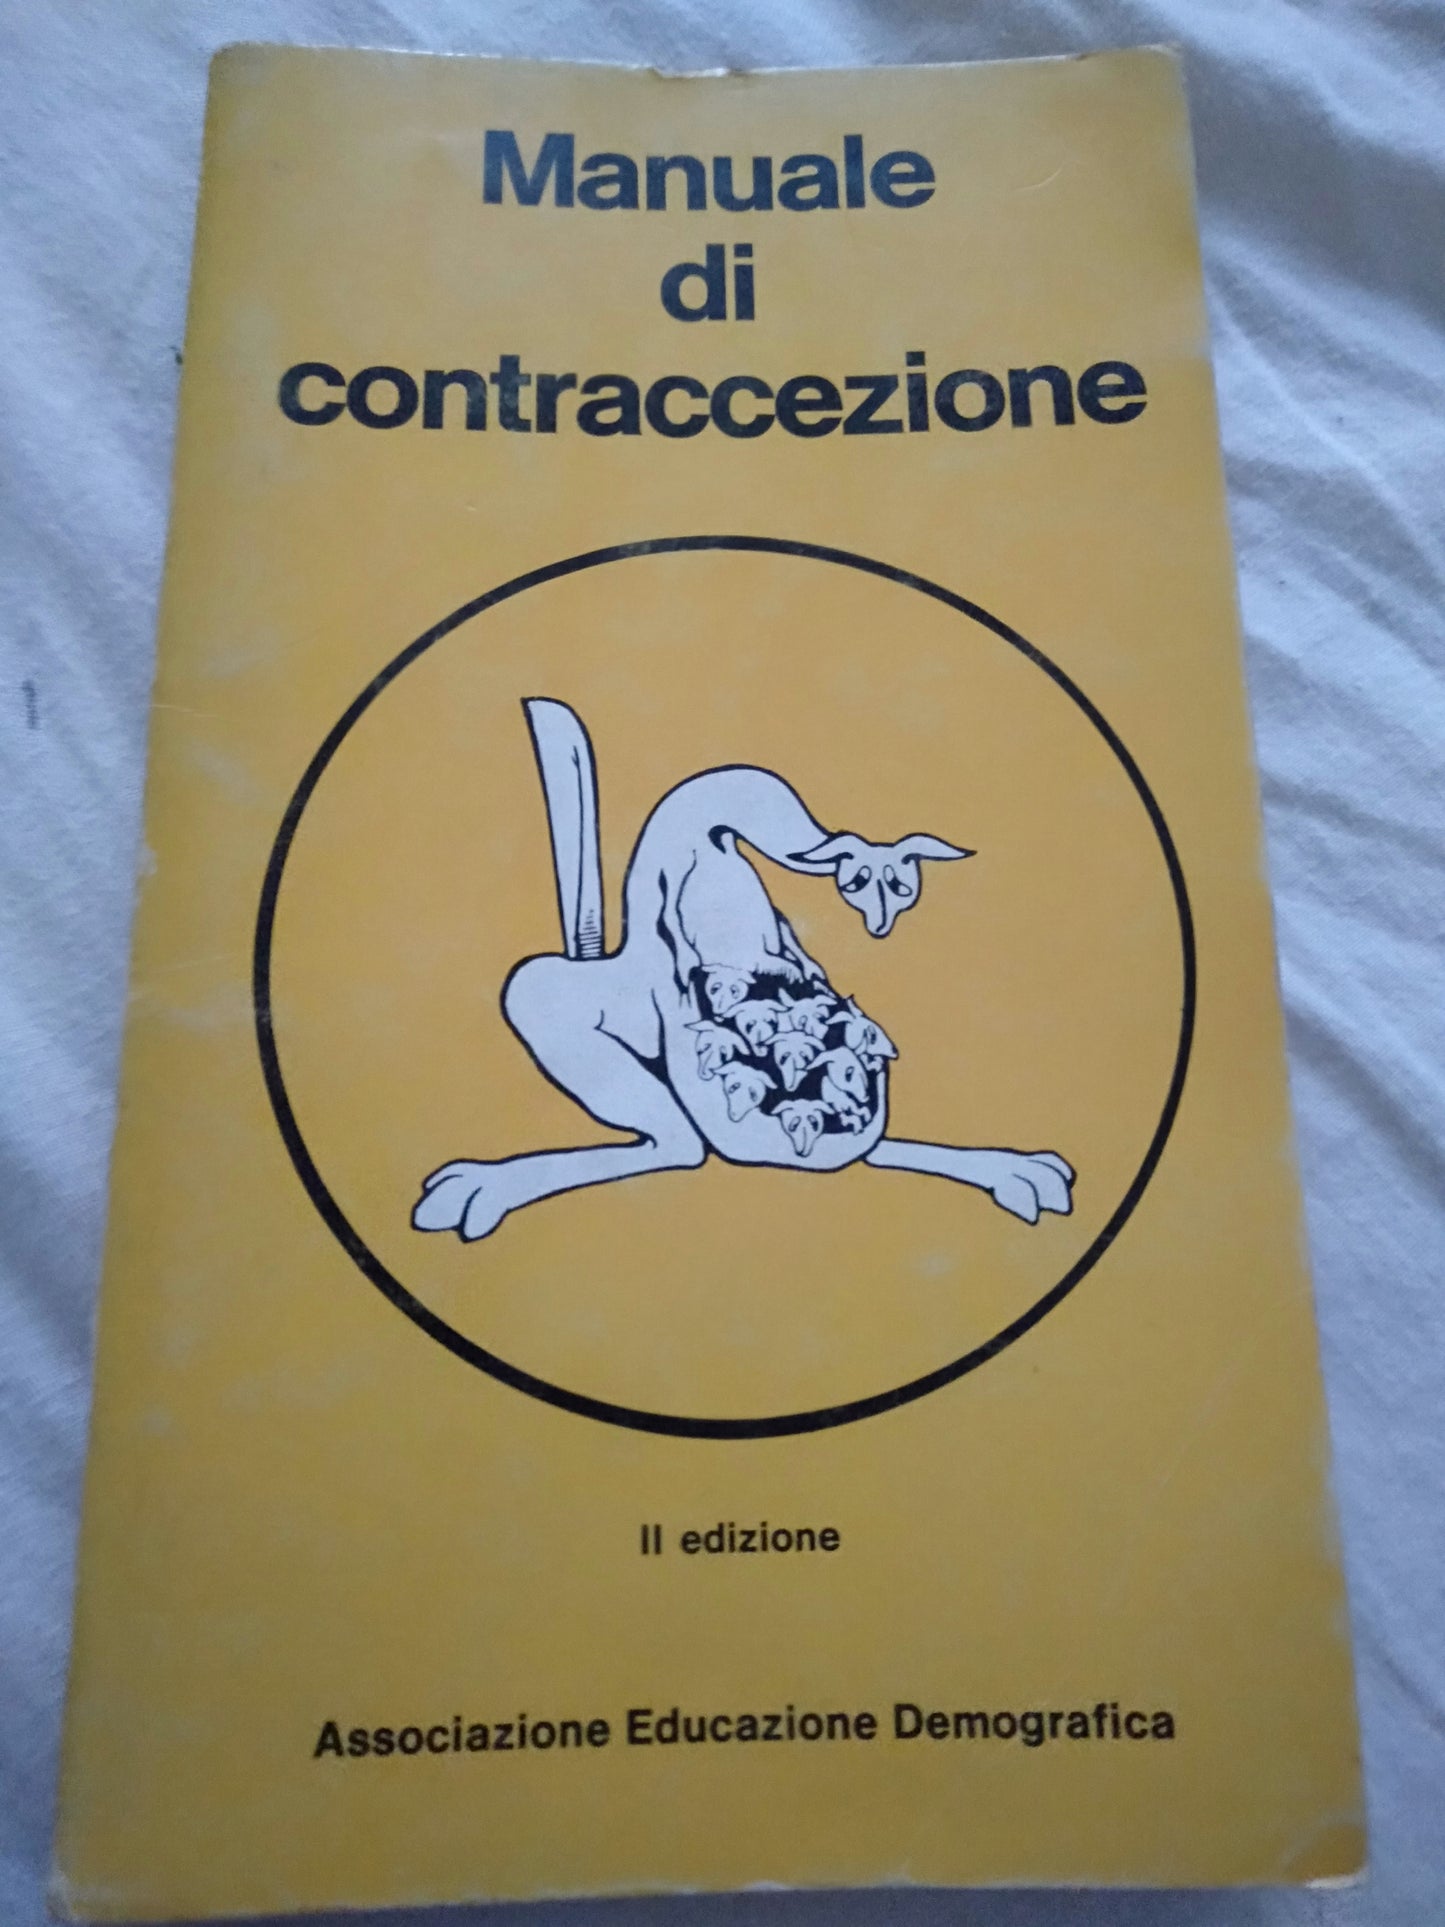 Manuale
di
contraccezione
II edizione
Associazione Educazione Demografica